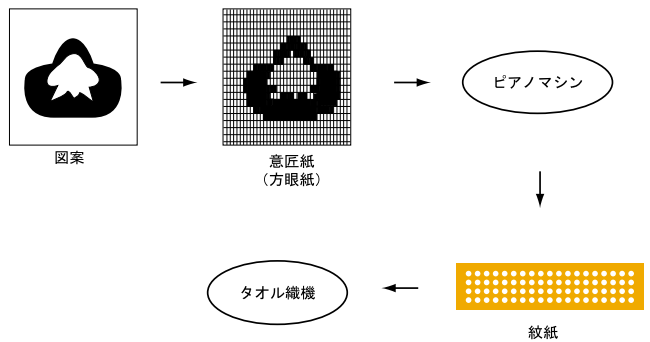 図案
意匠紙
（方眼紙）
ピアノマシン
タオル織機
紋紙